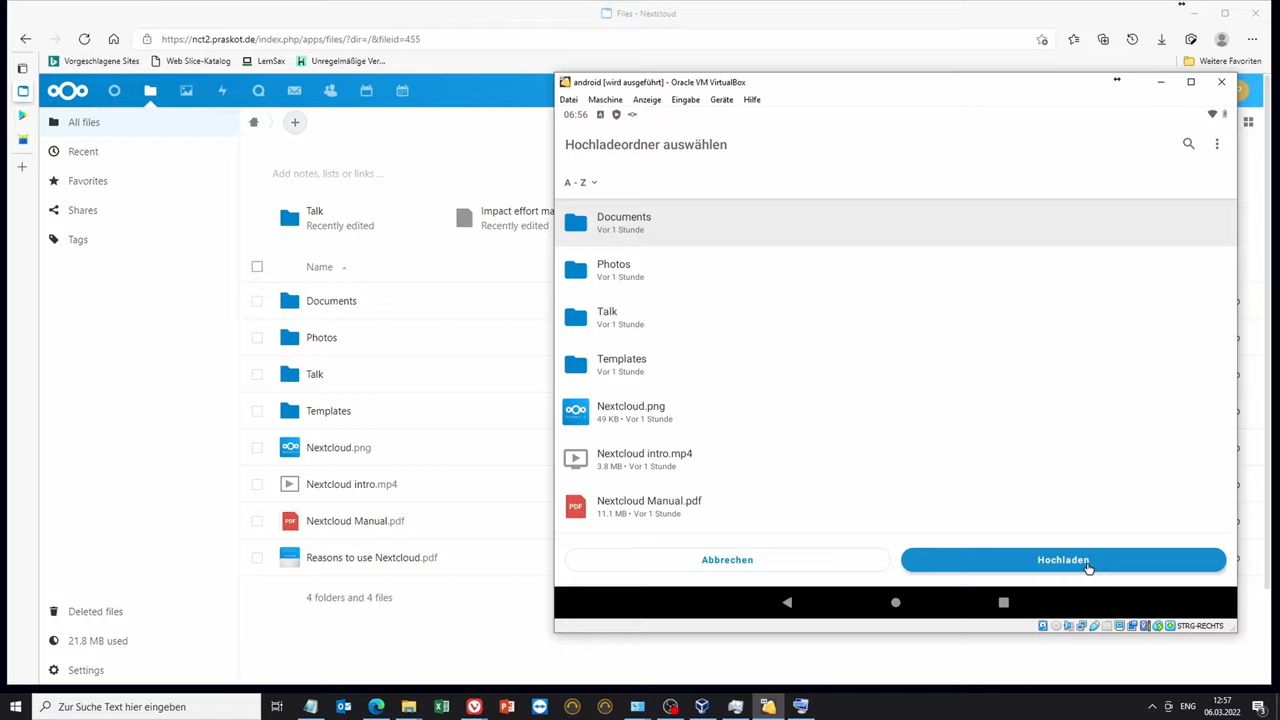 Files - Nextcloud
https://nct2.praskot.de/index.php/apps/files/?dir=/&fileid=455
Vorgeschlagene Sites
Web Slice-Katalog
LernSax
Unregelmäßige Ver...
Weitere Favoriten
All files
Recent
Favorites
Shares
Tags
Add notes, lists or links ...
Talk
Recently edited
Impact effort ma
Recently edited
Name
Documents
Photos
Talk
Templates
Nextcloud.png
Nextcloud intro.mp4
Nextcloud Manual.pdf
Reasons to use Nextcloud.pdf
4 folders and 4 files
Deleted files
21.8 MB used
Settings
android [wird ausgeführt] - Oracle VM VirtualBox
Datei Maschine Anzeige Eingabe Geräte Hilfe
06:56
Hochladeordner auswählen
A - Z
Documents
Vor 1 Stunde
Photos
Vor 1 Stunde
Talk
Vor 1 Stunde
Templates
Vor 1 Stunde
Nextcloud.png
49 KB • Vor 1 Stunde
Nextcloud intro.mp4
3.8 MB • Vor 1 Stunde
PDF
Nextcloud Manual.pdf
11.1 MB • Vor 1 Stunde
Abbrechen
Hochladen
STRG-RECHTS
Zur Suche Text hier eingeben
ENG
12:57
06.03.2022